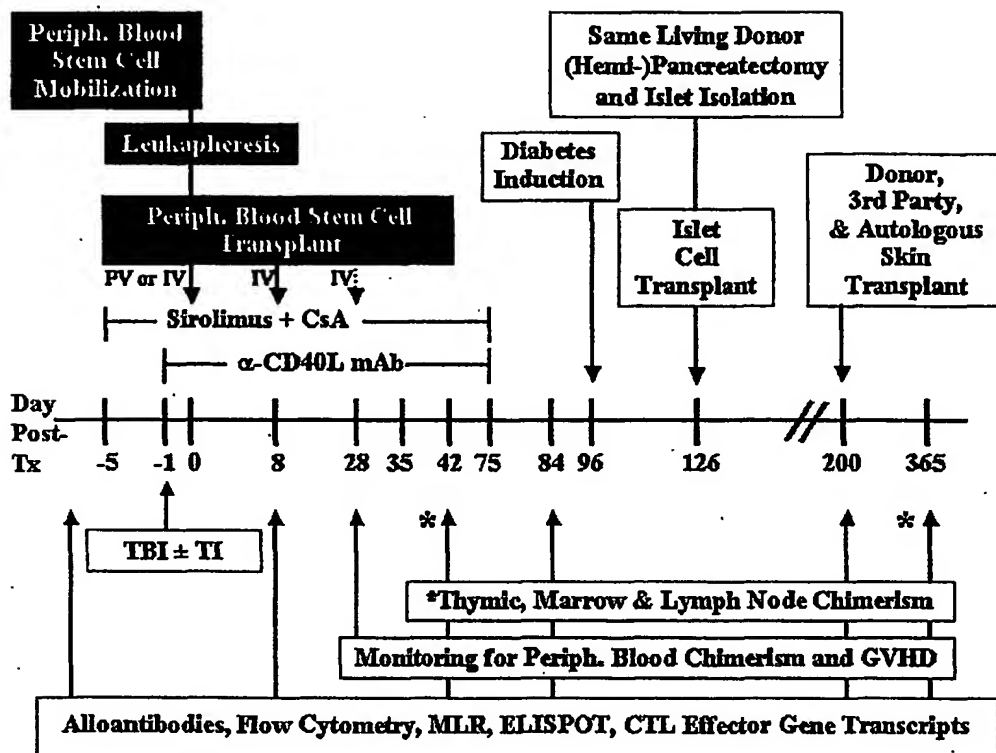 Periph. Blood
Stem Cell
Mobilization
Leukapheresis
Periph. Blood Stem Cell
Transplant
PV or IV
IV
IV
Sirolimus + CsA
α-CD40L mAb
Same Living Donor
(Hemi-)Pancreatectomy
and Islet Isolation
Diabetes
Induction
Islet
Cell
Transplant
Donor,
3rd Party,
& Autologous
Skin
Transplant
Day
Post-
Tx
-5 -1 0 8 28 35 42 75 84 96 126 200 365
TBI ± TI
* *
*Thymic, Marrow & Lymph Node Chimerism
Monitoring for Periph. Blood Chimerism and GVHD
Alloantibodies, Flow Cytometry, MLR, ELISPOT, CTL Effector Gene Transcripts